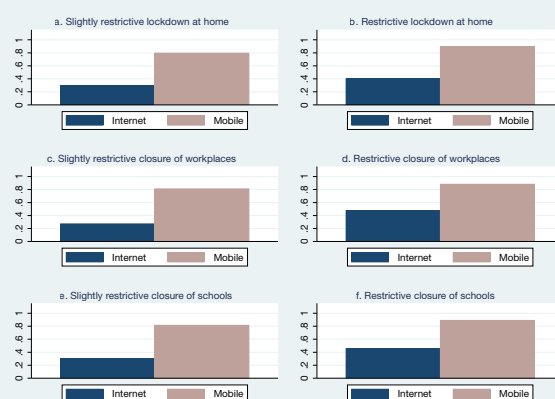 a. Slightly restrictive lockdown at home
0 .2 .4 .6 .8 1
Internet Mobile
b. Restrictive lockdown at home
0 .2 .4 .6 .8 1
Internet Mobile
c. Slightly restrictive closure of workplaces
0 .2 .4 .6 .8 1
Internet Mobile
d. Restrictive closure of workplaces
0 .2 .4 .6 .8 1
Internet Mobile
e. Slightly restrictive closure of schools
0 .2 .4 .6 .8 1
Internet Mobile
f. Restrictive closure of schools
0 .2 .4 .6 .8 1
Internet Mobile